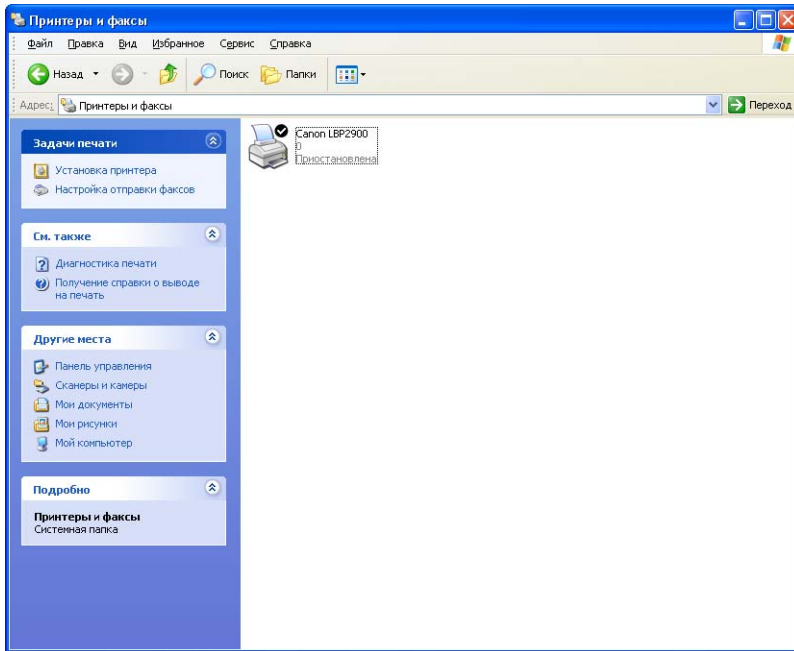 Принтеры и факсы
Файл Правка Вид Избранное Сервис Справка
Назад Поиск Папки
Адрес: Принтеры и факсы Переход
Задачи печати
Установка принтера
Настройка отправки факсов
См. также
Диагностика печати
Получение справки о выводе
на печать
Другие места
Панель управления
Сканеры и камеры
Мои документы
Мои рисунки
Мой компьютер
Подробно
Принтеры и факсы
Системная папка
Canon LBP2900
0
Приостановлена